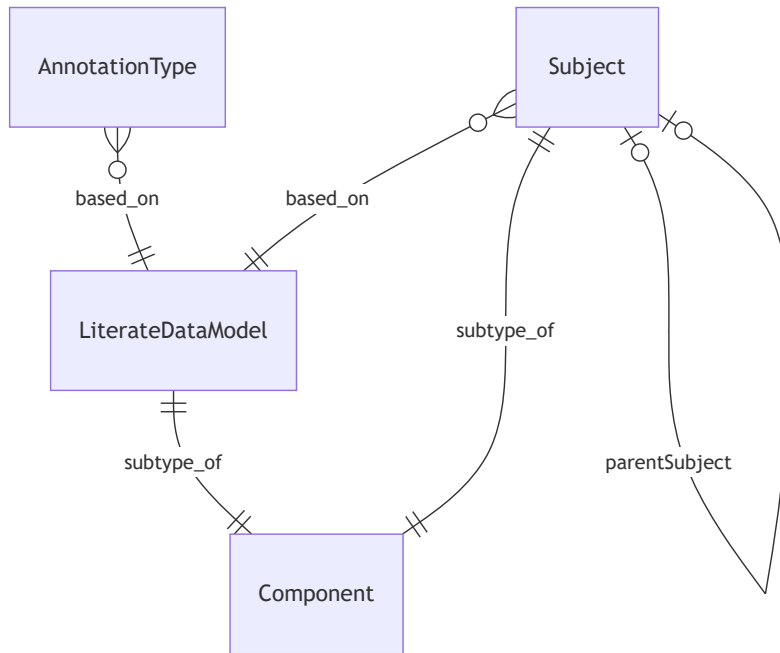 AnnotationType
Subject
based_on
based_on
LiterateDataModel
subtype_of
subtype_of
parentSubject
Component